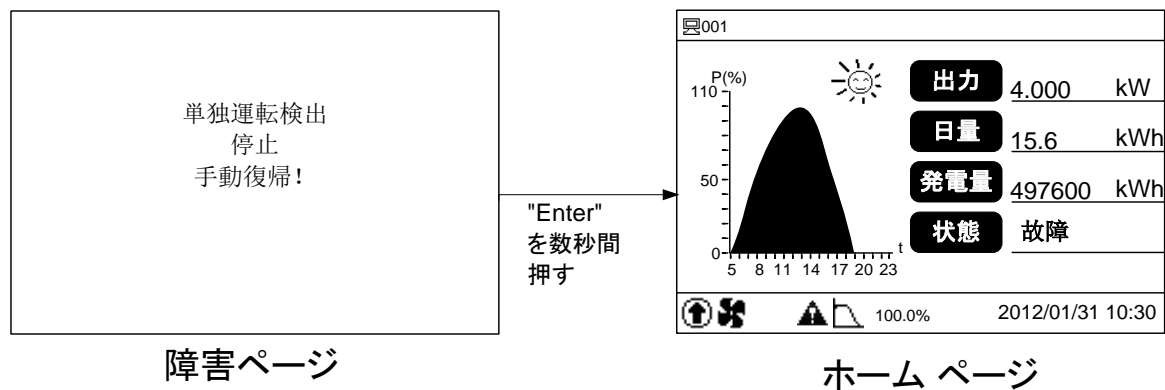 単独運転検出
停止
手動復帰!
"Enter"
を数秒間
押す
障害ページ
001
P(%)
110
50
0
5 8 11 14 17 20 23
t
出力 4.000 kW
日量 15.6 kWh
発電量 497600 kWh
状態 故障
100.0% 2012/01/31 10:30
ホーム ページ